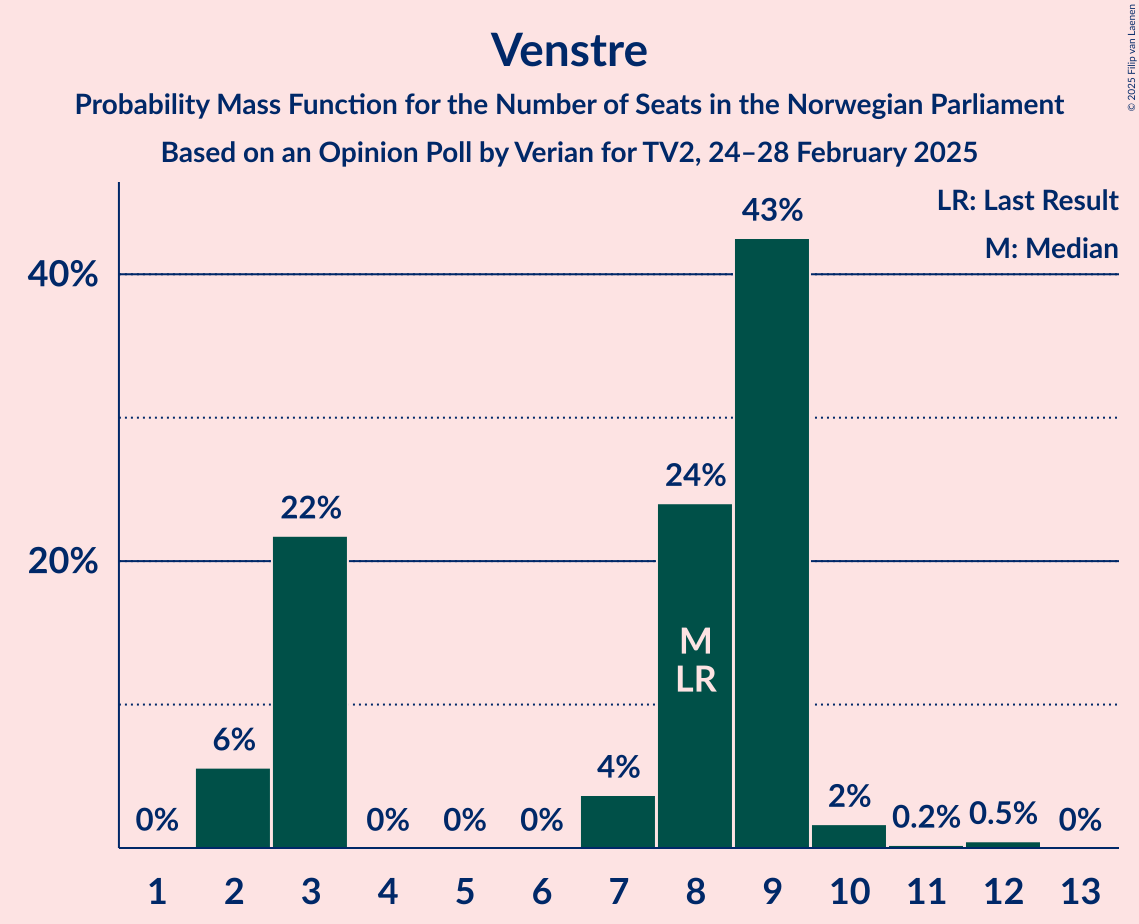 Venstre
Probability Mass Function for the Number of Seats in the Norwegian Parliament
Based on an Opinion Poll by Verian for TV2, 24–28 February 2025
© 2025 Filip van Laenen
LR: Last Result
M: Median
40%
20%
0%
6%
22%
0%
0%
0%
4%
24%
43%
2%
0.2%
0.5%
0%
M
LR
1 2 3 4 5 6 7 8 9 10 11 12 13